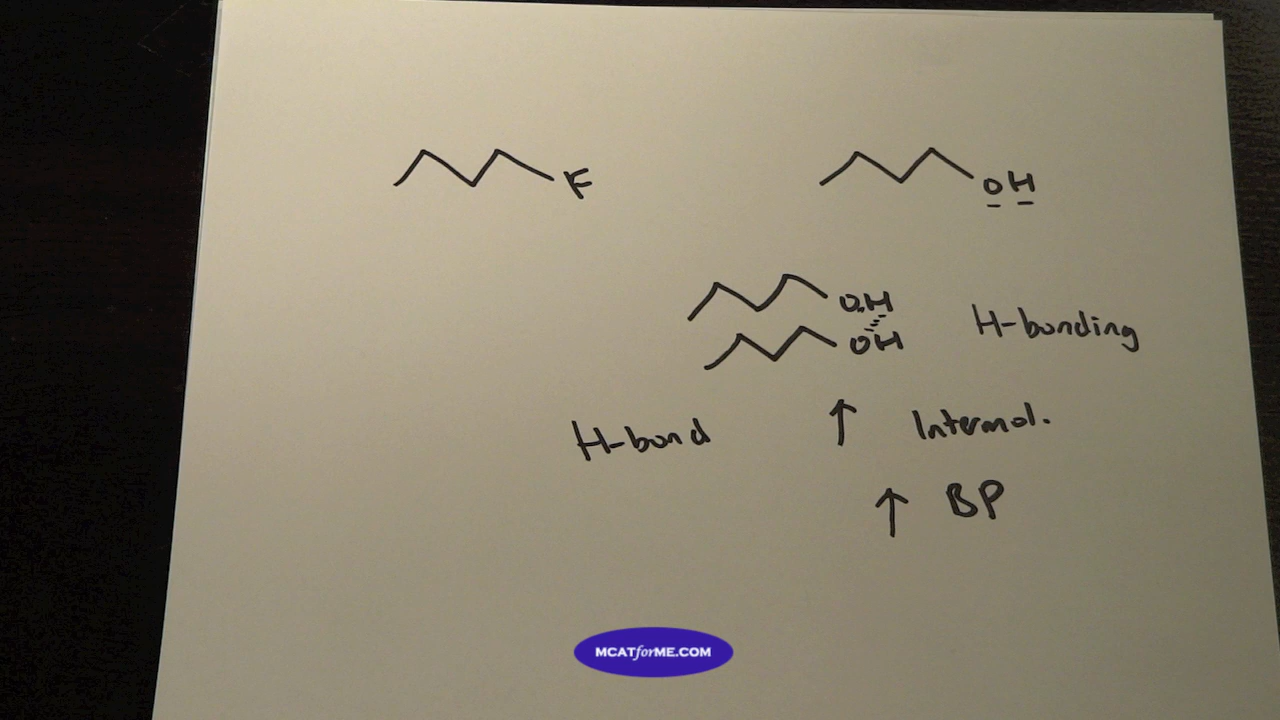 F
OH
OH
OH
H-bonding
H-bond
↑ Intermol.
↑ BP
MCATforME.COM